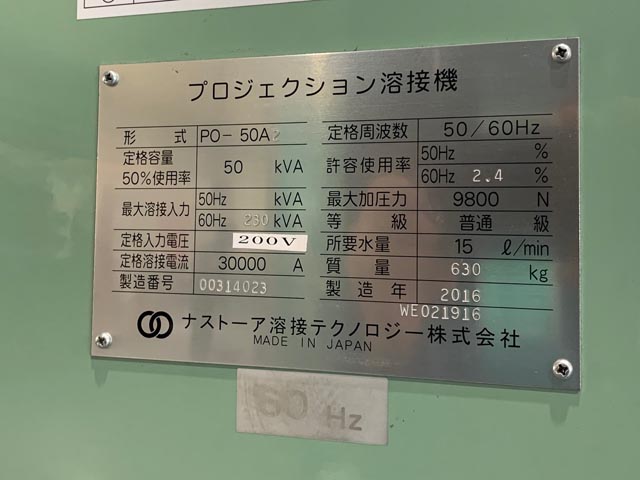 プロジェクション溶接機
形式 PO-50A2
定格容量 50%使用率 50 kVA
最大溶接入力 50Hz kVA
60Hz 230 kVA
定格入力電圧 200V
定格溶接電流 30000 A
製造番号 00314023
定格周波数 50/60Hz
許容使用率 50Hz %
60Hz 2.4 %
最大加圧力 9800 N
等級 普通級
所要水量 15 ℓ/min
質量 630 kg
製造年 2016
WE021916
ナストーア溶接テクノロジー株式会社
MADE IN JAPAN
60 Hz